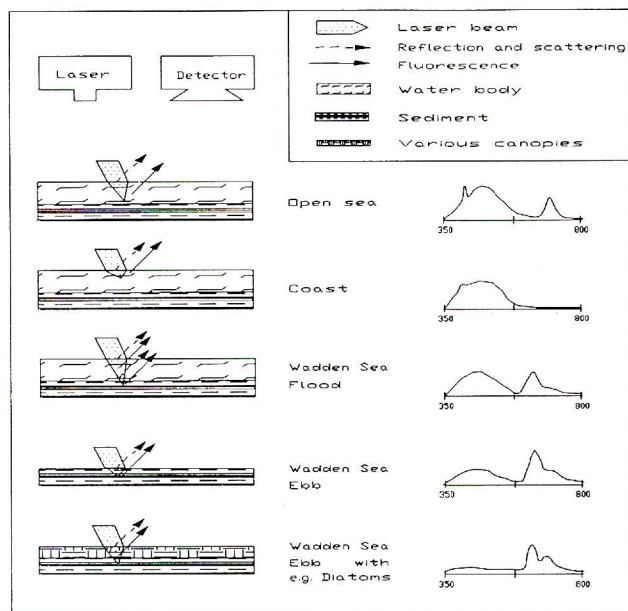 Laser beam
Reflection and scattering
Fluorescence
Water body
Sediment
Various canopies
Laser
Detector
Open sea
350 800
Coast
350 800
Wadden Sea
Flood
350 800
Wadden Sea
Ebb
350 800
Wadden Sea
Ebb with
e.g. Diatoms
350 800